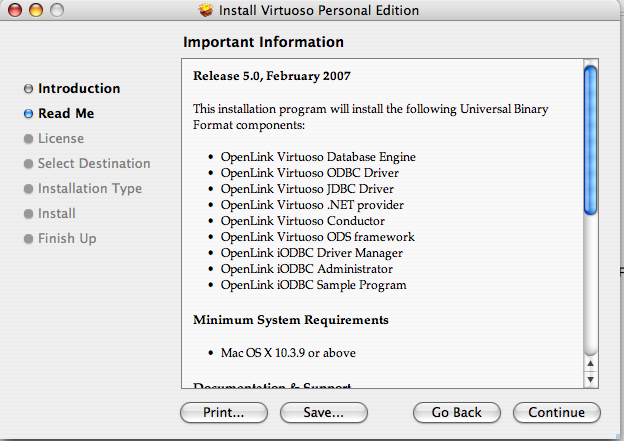 Install Virtuoso Personal Edition
Important Information
Introduction
Read Me
License
Select Destination
Installation Type
Install
Finish Up
Release 5.0, February 2007
This installation program will install the following Universal Binary
Format components:
• OpenLink Virtuoso Database Engine
• OpenLink Virtuoso ODBC Driver
• OpenLink Virtuoso JDBC Driver
• OpenLink Virtuoso .NET provider
• OpenLink Virtuoso Conductor
• OpenLink Virtuoso ODS framework
• OpenLink iODBC Driver Manager
• OpenLink iODBC Administrator
• OpenLink iODBC Sample Program
Minimum System Requirements
• Mac OS X 10.3.9 or above
Documentation & Support
Print...
Save...
Go Back
Continue